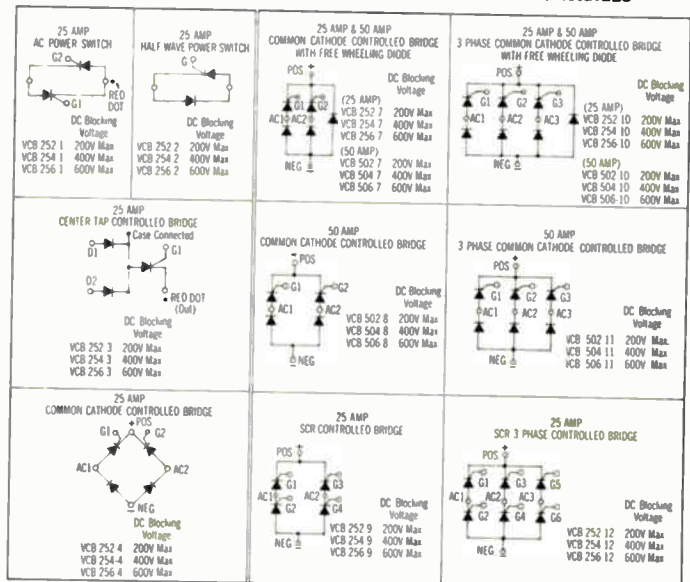 25 AMP
AC POWER SWITCH
G2
G1
RED
DOT
DC Blocking
Voltage
VCB 252 1 200V Max
VCB 254 1 400V Max
VCB 256 1 600V Max
25 AMP
HALF WAVE POWER SWITCH
G
DC Blocking
Voltage
VCB 252 2 200V Max
VCB 254 2 400V Max
VCB 256 2 600V Max
25 AMP & 50 AMP
COMMON CATHODE CONTROLLED BRIDGE
WITH FREE WHEELING DIODE
POS +
G1 G2
AC1 AC2
NEG
DC Blocking
Voltage
(25 AMP)
VCB 252 7 200V Max
VCB 254 7 400V Max
VCB 256 7 600V Max
(50 AMP)
VCB 502 7 200V Max
VCB 504 7 400V Max
VCB 506 7 600V Max
25 AMP & 50 AMP
3 PHASE COMMON CATHODE CONTROLLED BRIDGE
WITH FREE WHEELING DIODE
POS +
G1 G2 G3
AC1 AC2 AC3
NEG
DC Blocking
Voltage
(25 AMP)
VCB 252 10 200V Max
VCB 254 10 400V Max
VCB 256-10 600V Max
(50 AMP)
VCB 502 10 200V Max
VCB 504 10 400V Max
VCB 506-10 600V Max
25 AMP
CENTER TAP CONTROLLED BRIDGE
Case Connected
D1 G1
D2
RED DOT
(Out)
DC Blocking
Voltage
VCB 252 3 200V Max
VCB 254 3 400V Max
VCB 256 3 600V Max
50 AMP
COMMON CATHODE CONTROLLED BRIDGE
POS
G1 G2
AC1 AC2
NEG
DC Blocking
Voltage
VCB 502 8 200V Max
VCB 504 8 400V Max
VCB 506 8 600V Max
50 AMP
3 PHASE COMMON CATHODE CONTROLLED BRIDGE
POS +
G1 G2 G3
AC1 AC2 AC3
NEG
DC Blocking
Voltage
VCB 502 11 200V Max
VCB 504 11 400V Max
VCB 506 11 600V Max
25 AMP
COMMON CATHODE CONTROLLED BRIDGE
+ POS
G1 G2
AC1 AC2
NEG
DC Blocking
Voltage
VCB 252 4 200V Max
VCB 254-4 400V Max
VCB 256 4 600V Max
25 AMP
SCR CONTROLLED BRIDGE
POS +
G1 G3
AC1 AC2
G2 G4
NEG
DC Blocking
Voltage
VCB 252 9 200V Max
VCB 254 9 400V Max
VCB 256 9 600V Max
25 AMP
SCR 3 PHASE CONTROLLED BRIDGE
POS +
G1 G3 G5
AC1 AC2 AC3
G2 G4 G6
NEG
DC Blocking
Voltage
VCB 252 12 200V Max
VCB 254 12 400V Max
VCB 256 12 600V Max